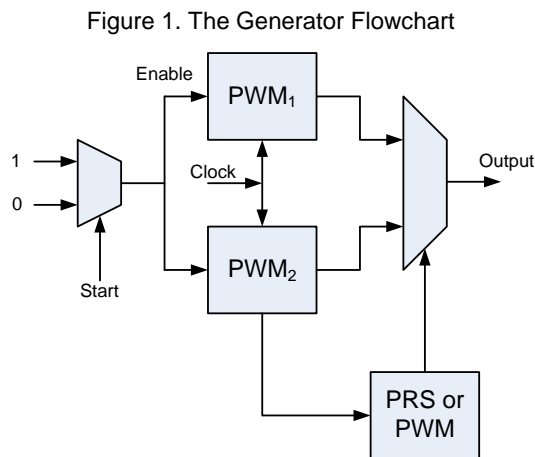 Figure 1. The Generator Flowchart
Enable
PWM₁
1
0
Clock
Output
Start
PWM₂
PRS or
PWM